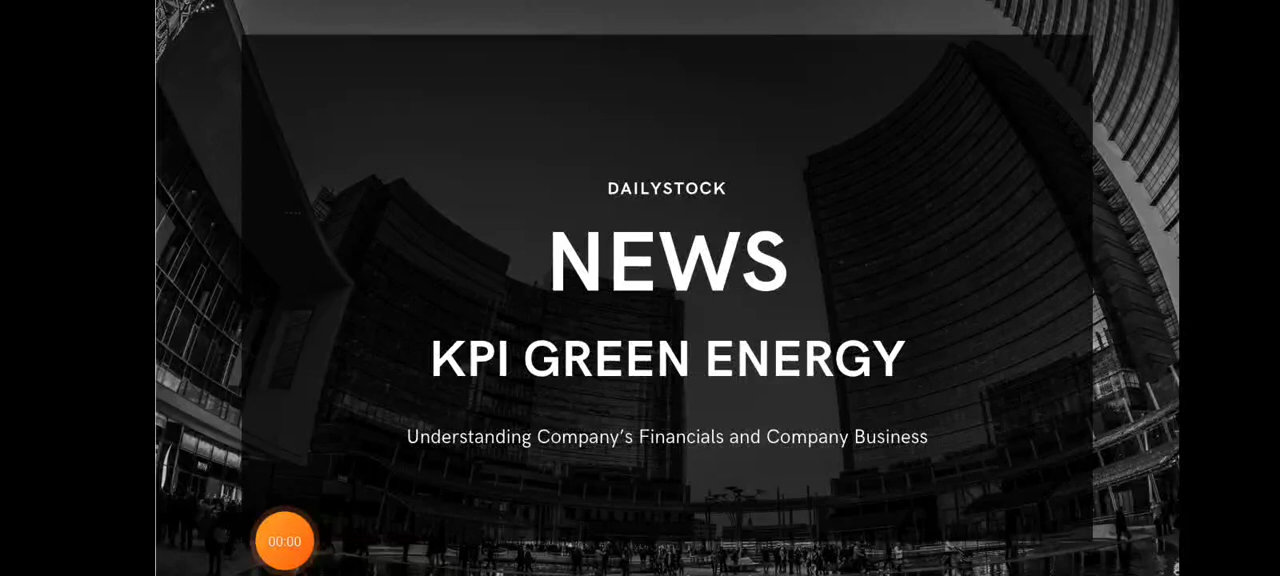 DAILYSTOCK
NEWS
KPI GREEN ENERGY
Understanding Company’s Financials and Company Business
00:00